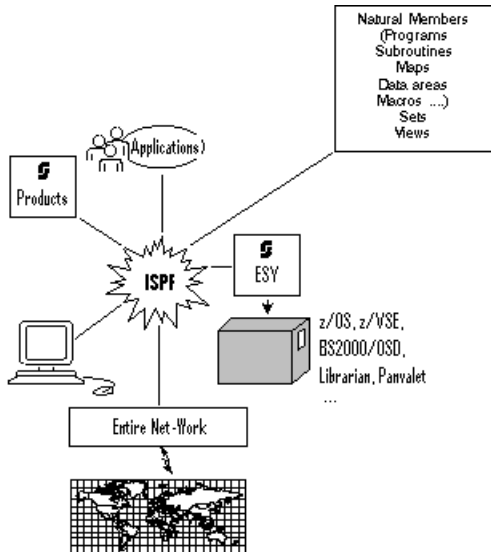 Natural Members
(Programs
Subroutines
Maps
Data areas
Macros ....)
Sets
Views
Applications)
Products
ISPF
ESY
z/OS, z/VSE,
BS2000/OSD,
Librarian, Panvalet
...
Entire Net-Work